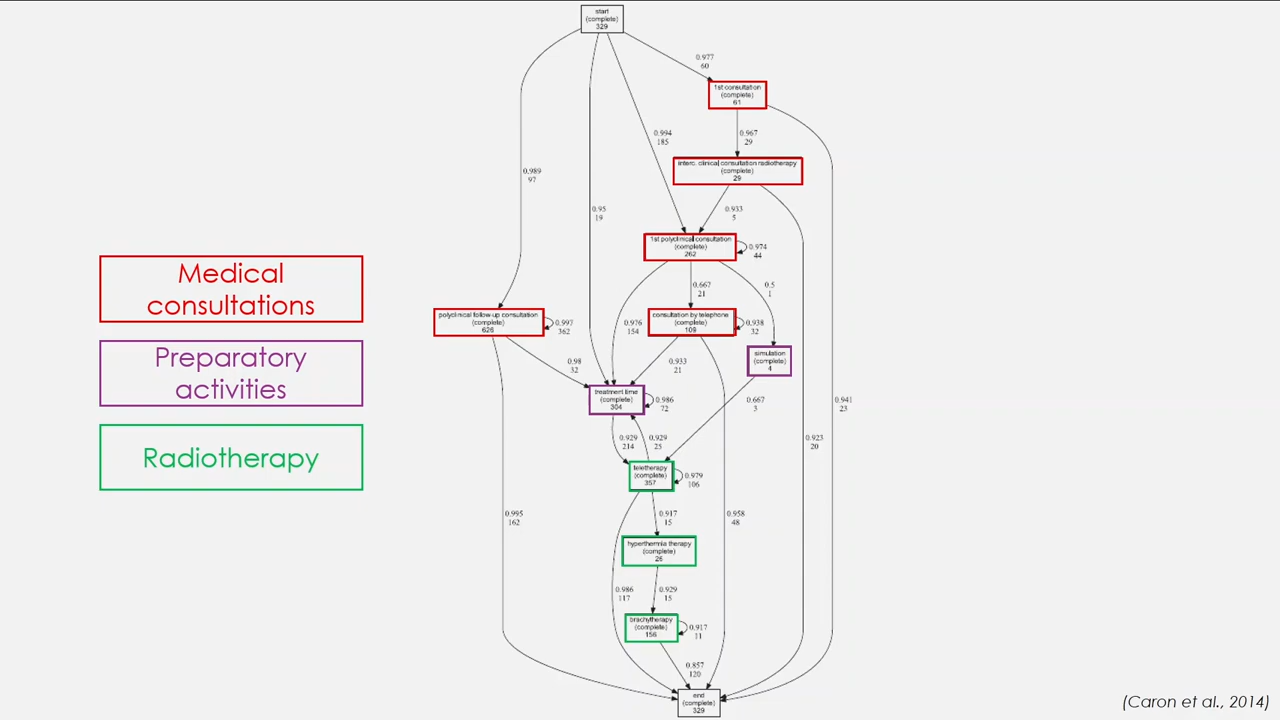 start
(complete)
329
0.977
60
1st consultation
(complete)
61
0.994
185
0.967
29
interc. clinical consultation radiotherapy
(complete)
29
0.989
97
0.95
19
0.933
5
1st polyclinical consultation
(complete)
262
0.974
44
Medical
consultations
0.667
21
0.5
1
polyclinical follow-up consultation
(complete)
626
0.997
362
0.976
154
consultation by telephone
(complete)
109
0.938
32
Preparatory
activities
simulation
(complete)
4
0.98
32
0.933
21
treatment time
(complete)
304
0.986
72
0.667
3
0.941
23
Radiotherapy
0.929
214
0.929
25
0.923
20
teletherapy
(complete)
357
0.979
106
0.995
162
0.917
15
0.958
48
hyperthermia therapy
(complete)
26
0.986
117
0.929
15
brachytherapy
(complete)
156
0.917
11
0.857
120
end
(complete)
329
(Caron et al., 2014)